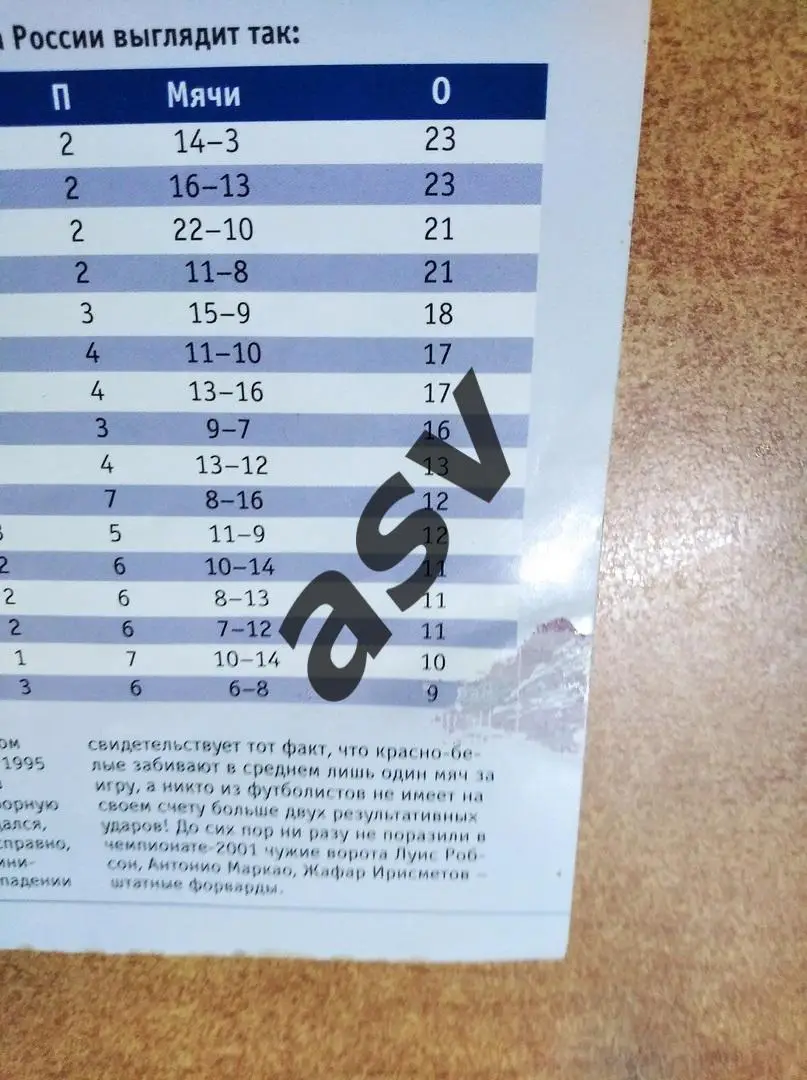 а России выглядит так:
П Мячи О
2 14–3 23
2 16–13 23
2 22–10 21
2 11–8 21
3 15–9 18
4 11–10 17
4 13–16 17
3 9–7 16
4 13–12 13
7 8–16 12
3 5 11–9 12
2 6 10–14 11
2 6 8–13 11
2 6 7–12 11
1 7 10–14 10
3 6 6–8 9
asv
ом
1995
орную
ался,
справно,
ини-
падении
свидетельствует тот факт, что красно-бе-
лые забивают в среднем лишь один мяч за
игру, а никто из футболистов не имеет на
своем счету больше двух результативных
ударов! До сих пор ни разу не поразили в
чемпионате-2001 чужие ворота Луис Роб-
сон, Антонио Маркао, Жафар Ирисметов –
штатные форварды.